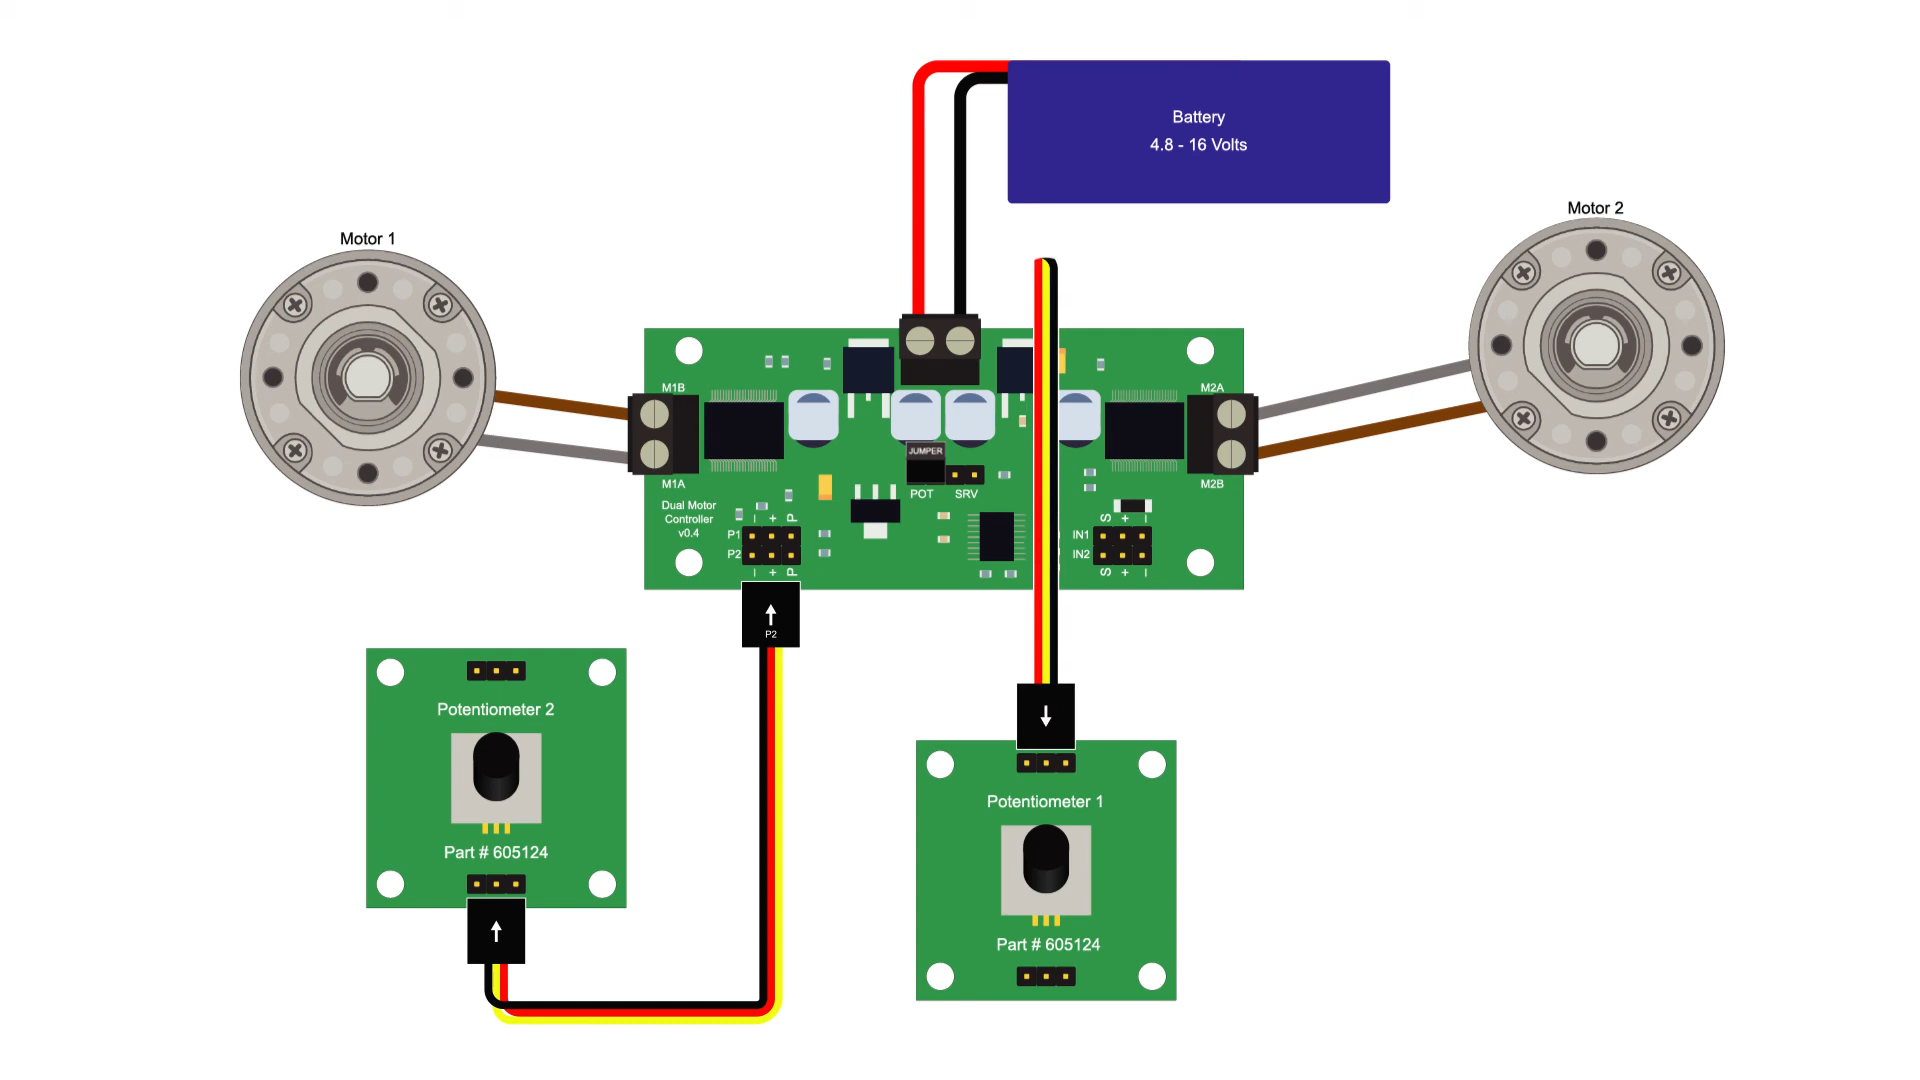 Battery
4.8 - 16 Volts
Motor 1
Motor 2
M1B
M2A
JUMPER
POT
SRV
M1A
M2B
Dual Motor
Controller
v0.4
− + P
P1
P2
− + P
S + −
IN1
IN2
S + −
P2
Potentiometer 2
Part # 605124
Potentiometer 1
Part # 605124